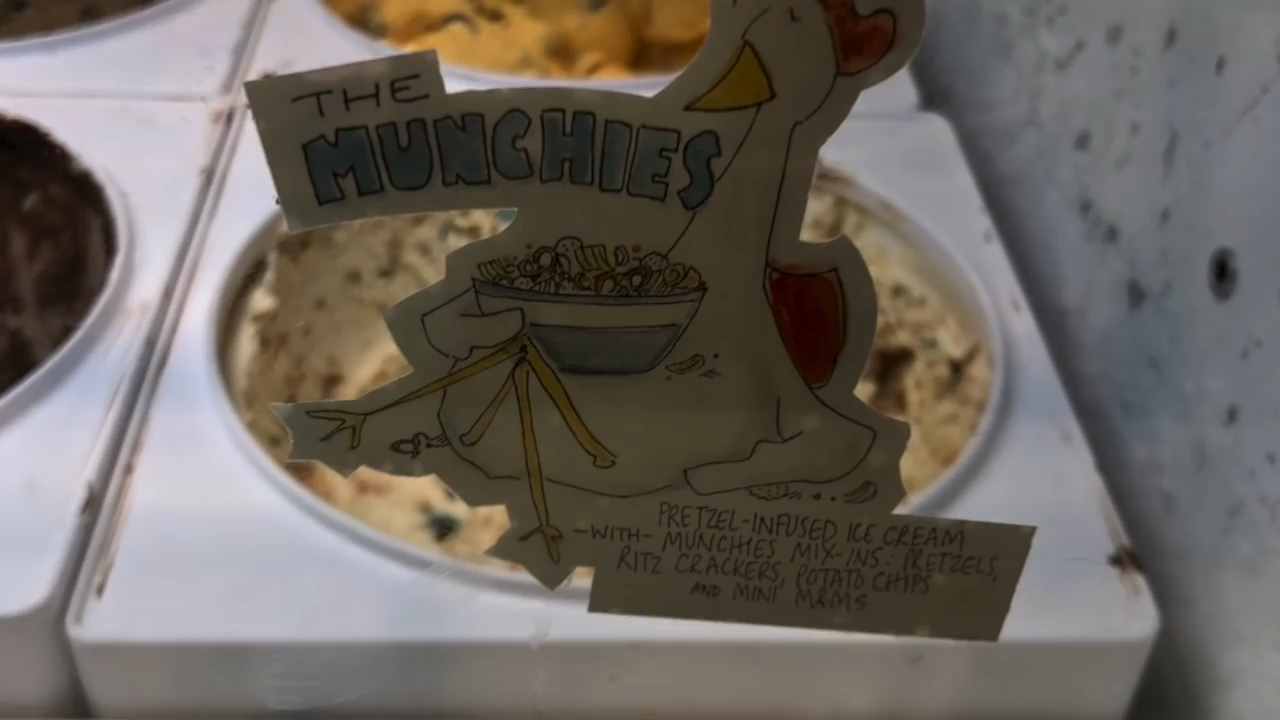 THE
MUNCHIES
PRETZEL-INFUSED ICE CREAM
-WITH- MUNCHIES MIX-INS: PRETZELS,
RITZ CRACKERS, POTATO CHIPS
AND MINI M&MS